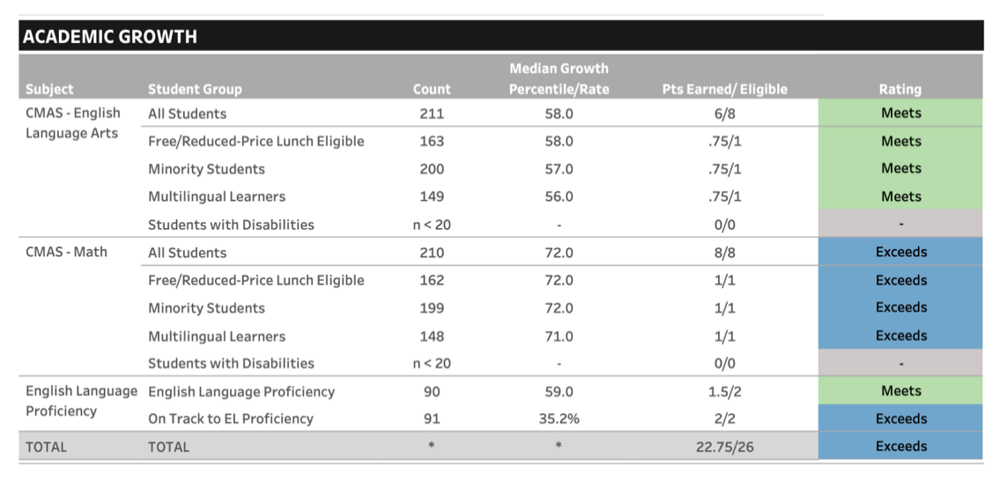 ACADEMIC GROWTH
Subject Student Group Count Median Growth Percentile/Rate Pts Earned/ Eligible Rating
CMAS - English Language Arts All Students 211 58.0 6/8 Meets
Free/Reduced-Price Lunch Eligible 163 58.0 .75/1 Meets
Minority Students 200 57.0 .75/1 Meets
Multilingual Learners 149 56.0 .75/1 Meets
Students with Disabilities n < 20 - 0/0 -
CMAS - Math All Students 210 72.0 8/8 Exceeds
Free/Reduced-Price Lunch Eligible 162 72.0 1/1 Exceeds
Minority Students 199 72.0 1/1 Exceeds
Multilingual Learners 148 71.0 1/1 Exceeds
Students with Disabilities n < 20 - 0/0 -
English Language Proficiency English Language Proficiency 90 59.0 1.5/2 Meets
On Track to EL Proficiency 91 35.2% 2/2 Exceeds
TOTAL TOTAL * * 22.75/26 Exceeds